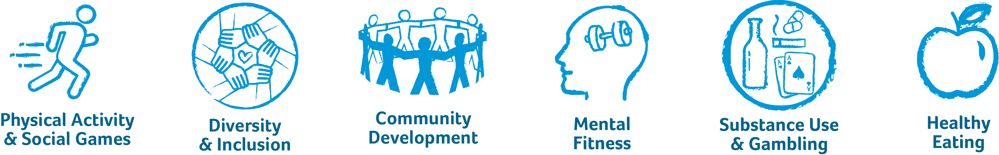 Physical Activity
& Social Games
Diversity
& Inclusion
Community
Development
Mental
Fitness
A
A
A
Substance Use
& Gambling
Healthy
Eating